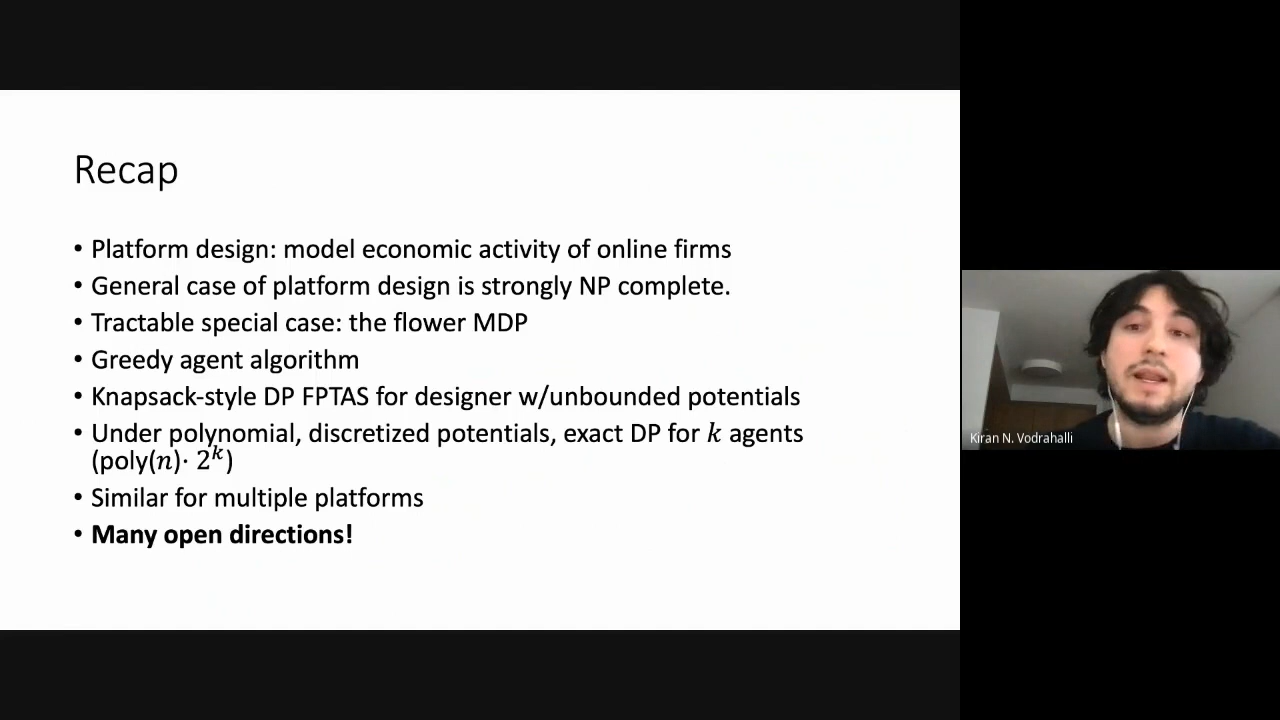 Recap
• Platform design: model economic activity of online firms
• General case of platform design is strongly NP complete.
• Tractable special case: the flower MDP
• Greedy agent algorithm
• Knapsack-style DP FPTAS for designer w/unbounded potentials
• Under polynomial, discretized potentials, exact DP for k agents
(poly(n)· 2^k)
• Similar for multiple platforms
• Many open directions!
Kiran N. Vodrahalli